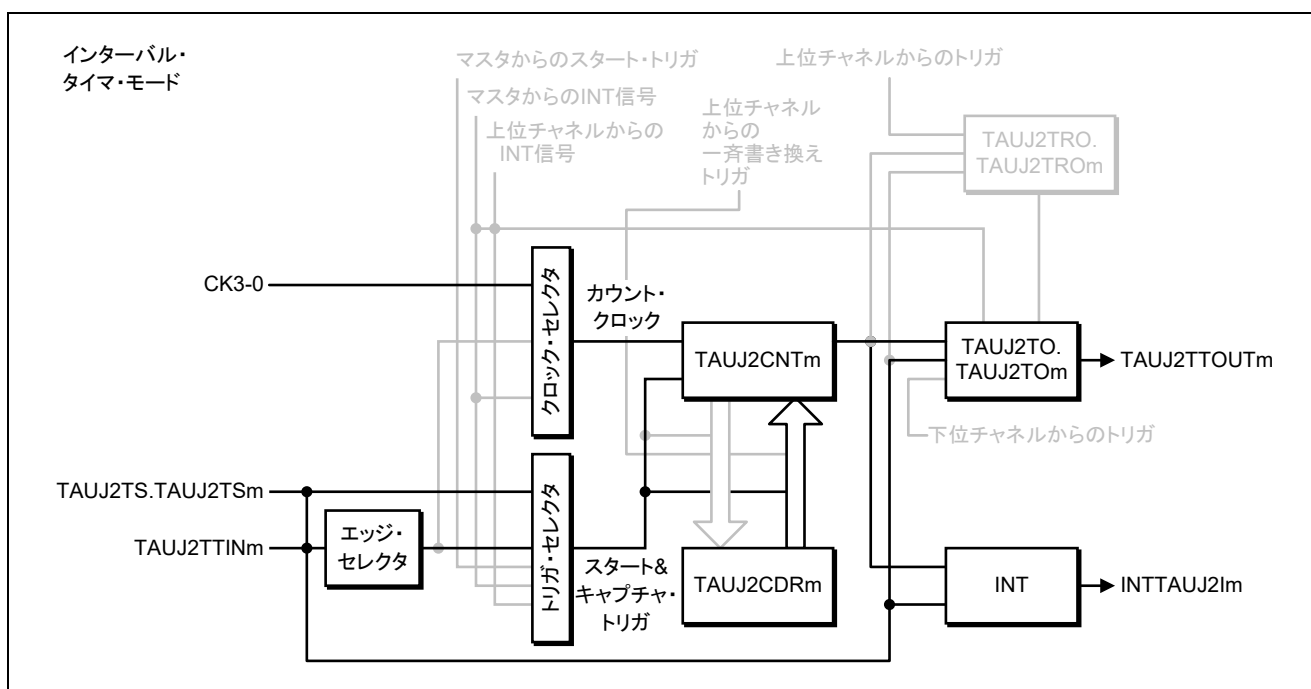 インターバル・
タイマ・モード
マスタからのスタート・トリガ
マスタからのINT信号
上位チャネルからの
INT信号
上位チャネル
からの
一斉書き換え
トリガ
上位チャネルからのトリガ
TAUJ2TRO.
TAUJ2TROm
CK3-0
クロック・セレクタ
カウント・
クロック
TAUJ2CNTm
TAUJ2TO.
TAUJ2TOm
TAUJ2TTOUTm
下位チャネルからのトリガ
TAUJ2TS.TAUJ2TSm
TAUJ2TTINm
エッジ・
セレクタ
トリガ・セレクタ
スタート&
キャプチャ・
トリガ
TAUJ2CDRm
INT
INTTAUJ2Im